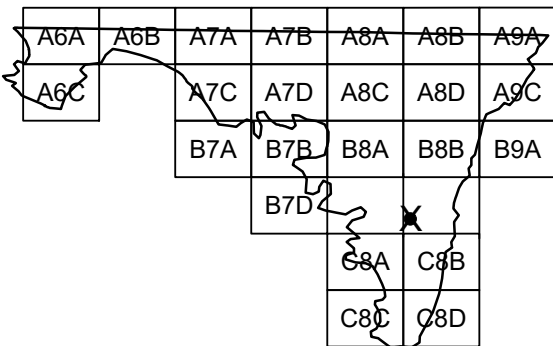 A6A A6B A7A A7B A8A A8B A9A
A6C A7C A7D A8C A8D A9C
B7A B7B B8A B8B B9A
B7D
C8A C8B
C8C C8D